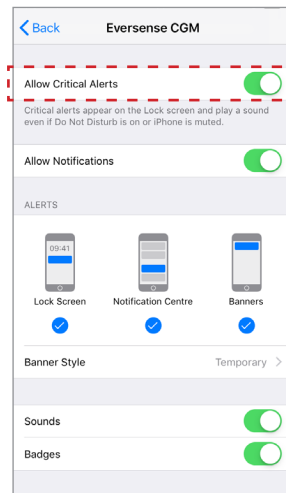 Back Eversense CGM
Allow Critical Alerts
Critical alerts appear on the Lock screen and play a sound
even if Do Not Disturb is on or iPhone is muted.
Allow Notifications
ALERTS
09:41
Lock Screen Notification Centre Banners
Banner Style Temporary
Sounds
Badges